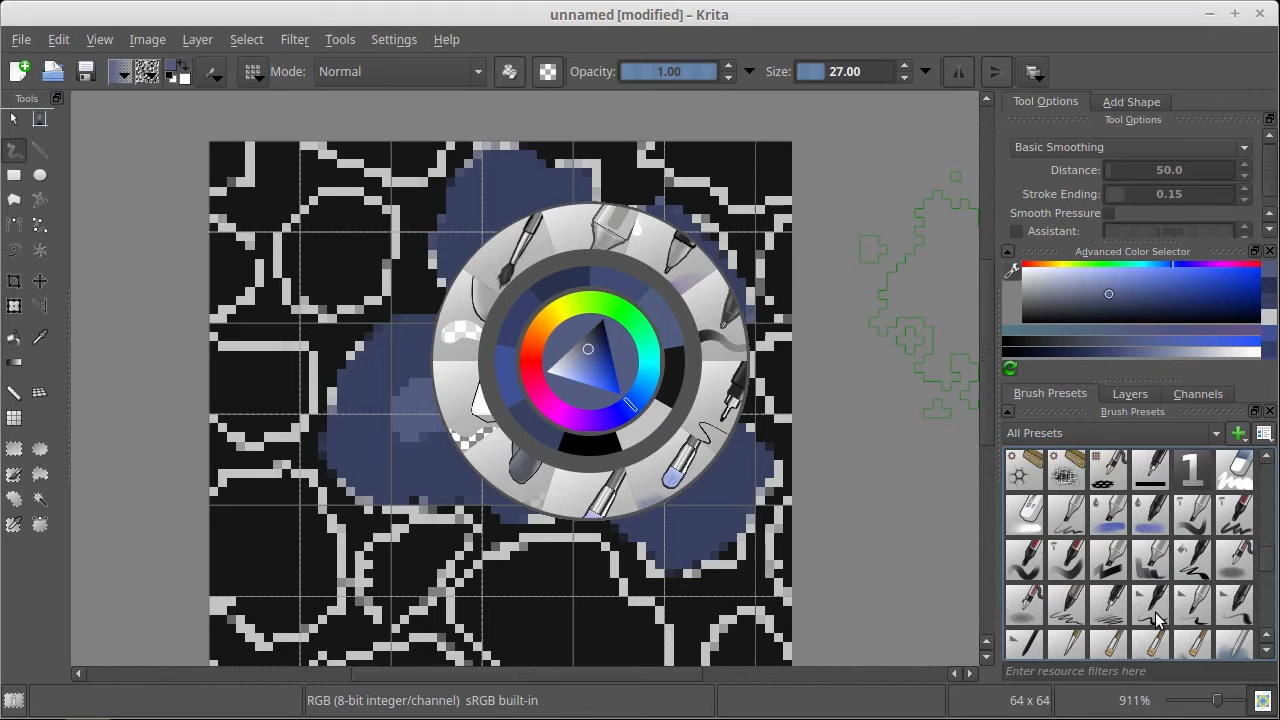 unnamed [modified] – Krita
File Edit View Image Layer Select Filter Tools Settings Help
Mode: Normal Opacity: 1.00 Size: 27.00
Tools
Tool Options Add Shape
Tool Options
Basic Smoothing
Distance: 50.0
Stroke Ending: 0.15
Smooth Pressure
Assistant: 1000
Advanced Color Selector
Brush Presets Layers Channels
Brush Presets
All Presets
1
Enter resource filters here
RGB (8-bit integer/channel) sRGB built-in 64 x 64 911%